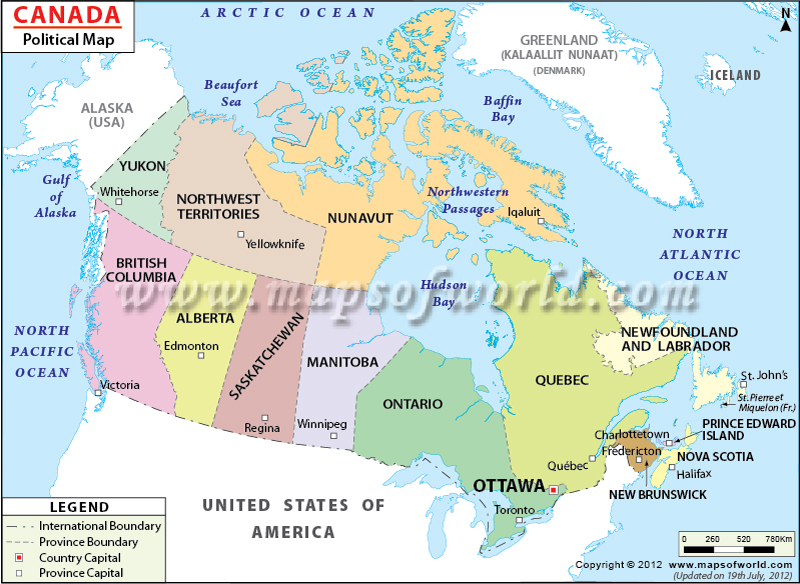 CANADA
Political Map
ARCTIC OCEAN
N
GREENLAND
(KALAALLIT NUNAAT)
(DENMARK)
ICELAND
Beaufort
Sea
Baffin
Bay
ALASKA
(USA)
YUKON
Whitehorse
Gulf
of
Alaska
NORTHWEST
TERRITORIES
Yellowknife
NUNAVUT
Northwestern
Passages
Iqaluit
NORTH
ATLANTIC
OCEAN
BRITISH
COLUMBIA
Hudson
Bay
www.mapsofworld.com
ALBERTA
Edmonton
SASKATCHEWAN
Regina
MANITOBA
Winnipeg
NORTH
PACIFIC
OCEAN
Victoria
ONTARIO
QUEBEC
NEWFOUNDLAND
AND LABRADOR
St. John's
St. Pierre et
Miquelon (Fr.)
PRINCE EDWARD
ISLAND
Charlottetown
Fredericton
NOVA SCOTIA
Halifax
NEW BRUNSWICK
Québec
OTTAWA
Toronto
UNITED STATES OF
AMERICA
LEGEND
International Boundary
Province Boundary
Country Capital
Province Capital
0 260 520 780Km
Copyright © 2012 www.mapsofworld.com
(Updated on 19th July, 2012)